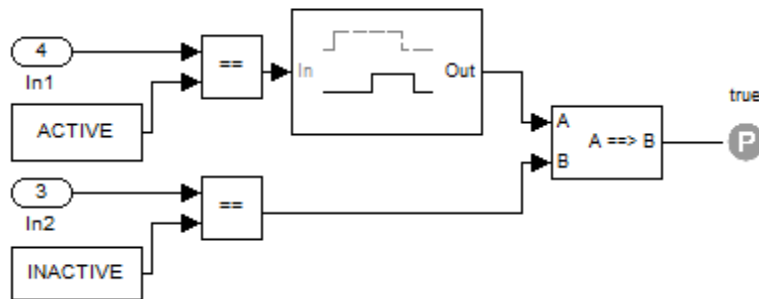 4
In1
ACTIVE
==
In
Out
3
In2
INACTIVE
==
A
B
A ==> B
true
P